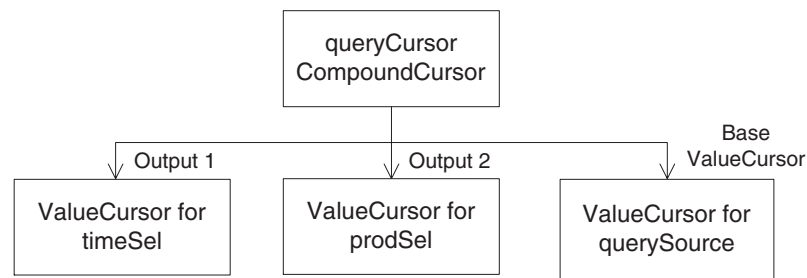 queryCursor
CompoundCursor
Output 1
Output 2
Base
ValueCursor
ValueCursor for
timeSel
ValueCursor for
prodSel
ValueCursor for
querySource